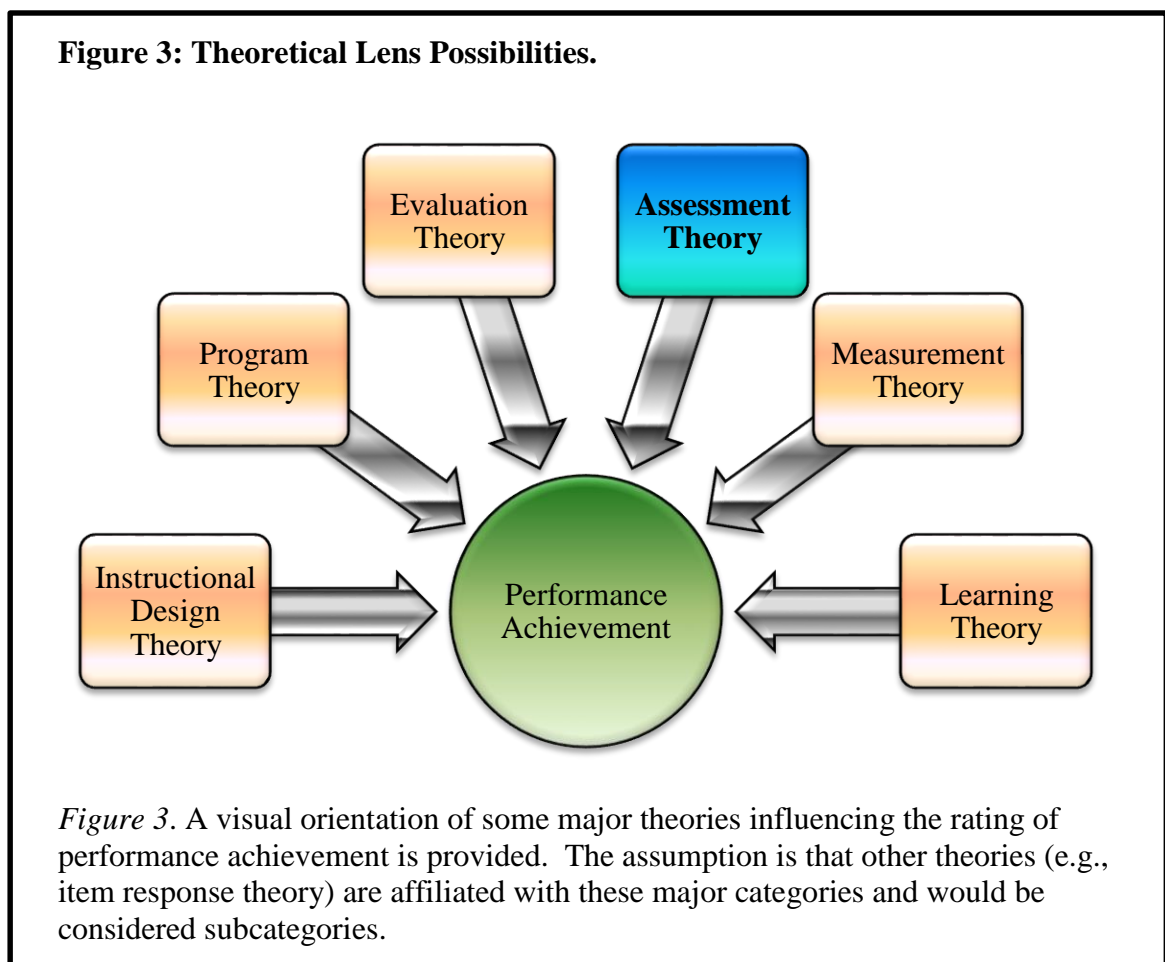 Figure 3: Theoretical Lens Possibilities.
Evaluation
Theory
Assessment
Theory
Program
Theory
Measurement
Theory
Instructional
Design
Theory
Performance
Achievement
Learning
Theory
Figure 3. A visual orientation of some major theories influencing the rating of
performance achievement is provided.  The assumption is that other theories (e.g.,
item response theory) are affiliated with these major categories and would be
considered subcategories.